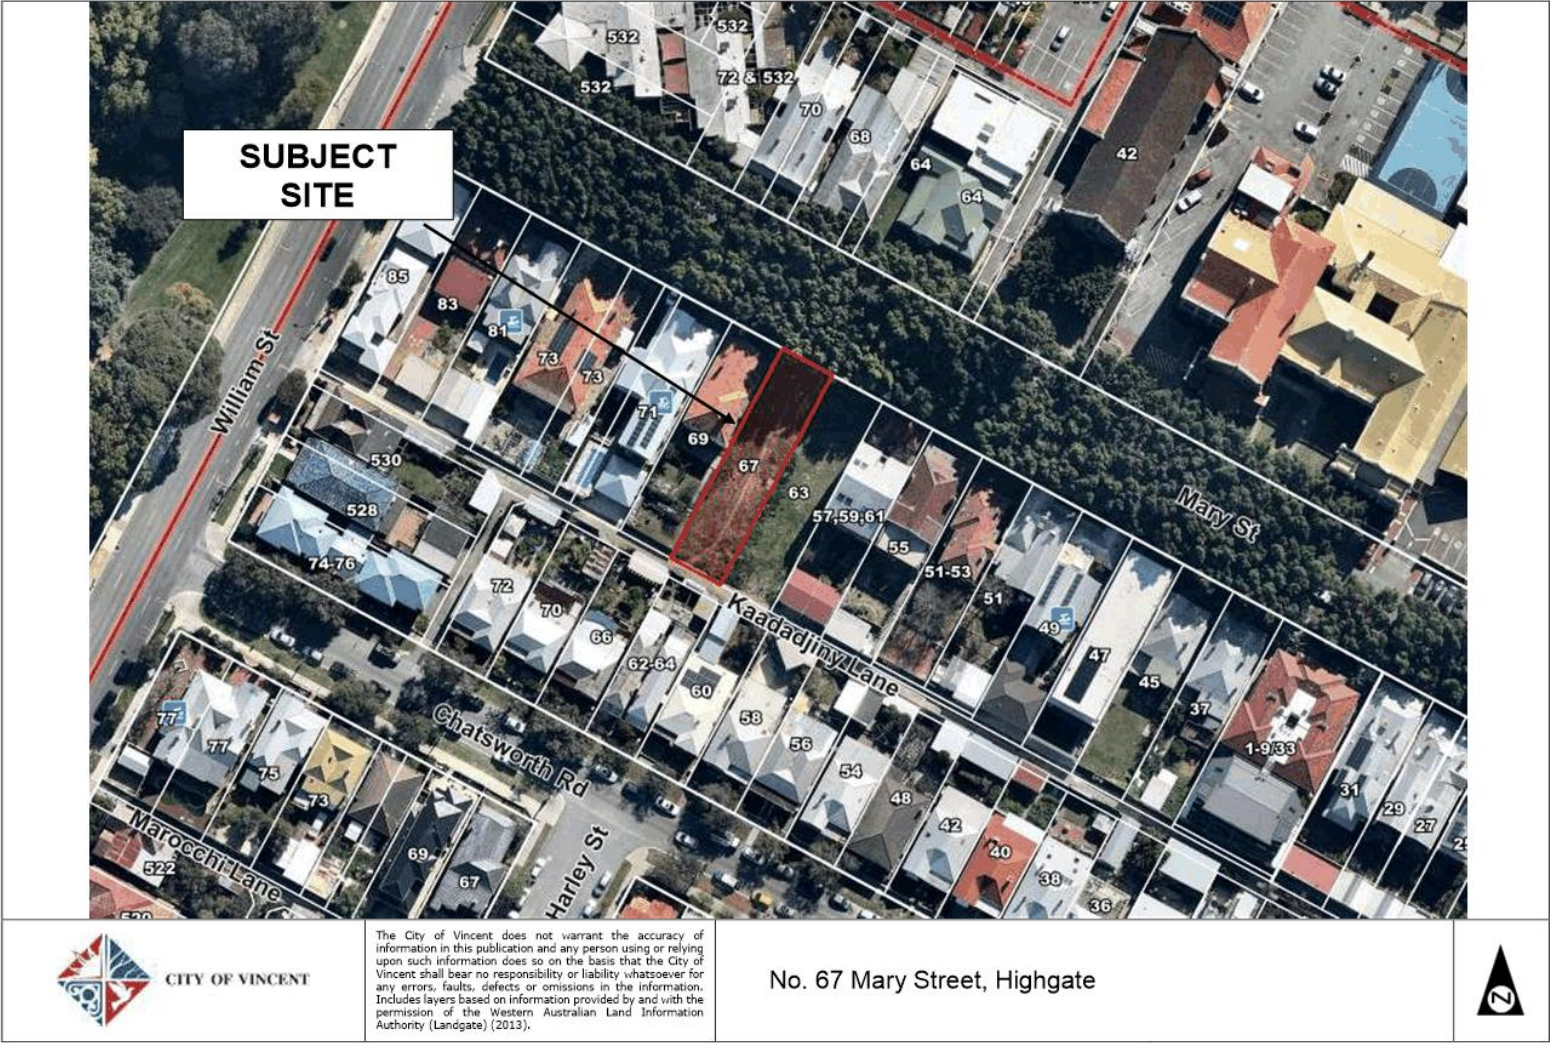 532
532
72 & 532
532
70
68
64
64
42
SUBJECT
SITE
85
83
81
73
73
71
69
67
63
57,59,61
55
51-53
51
49
47
45
37
1-9/33
31
29
27
William St
Mary St
530
528
74-76
72
70
66
62-64
60
58
56
54
48
42
40
38
36
Kaadadjiny Lane
Chatsworth Rd
Harley St
Marocchi Lane
77
77
75
73
69
67
522
520
The City of Vincent does not warrant the accuracy of
information in this publication and any person using or relying
upon such information does so on the basis that the City of
Vincent shall bear no responsibility or liability whatsoever for
any errors, faults, defects or omissions in the information.
Includes layers based on information provided by and with the
permission of the Western Australian Land Information
Authority (Landgate) (2013).
CITY OF VINCENT
No. 67 Mary Street, Highgate
N